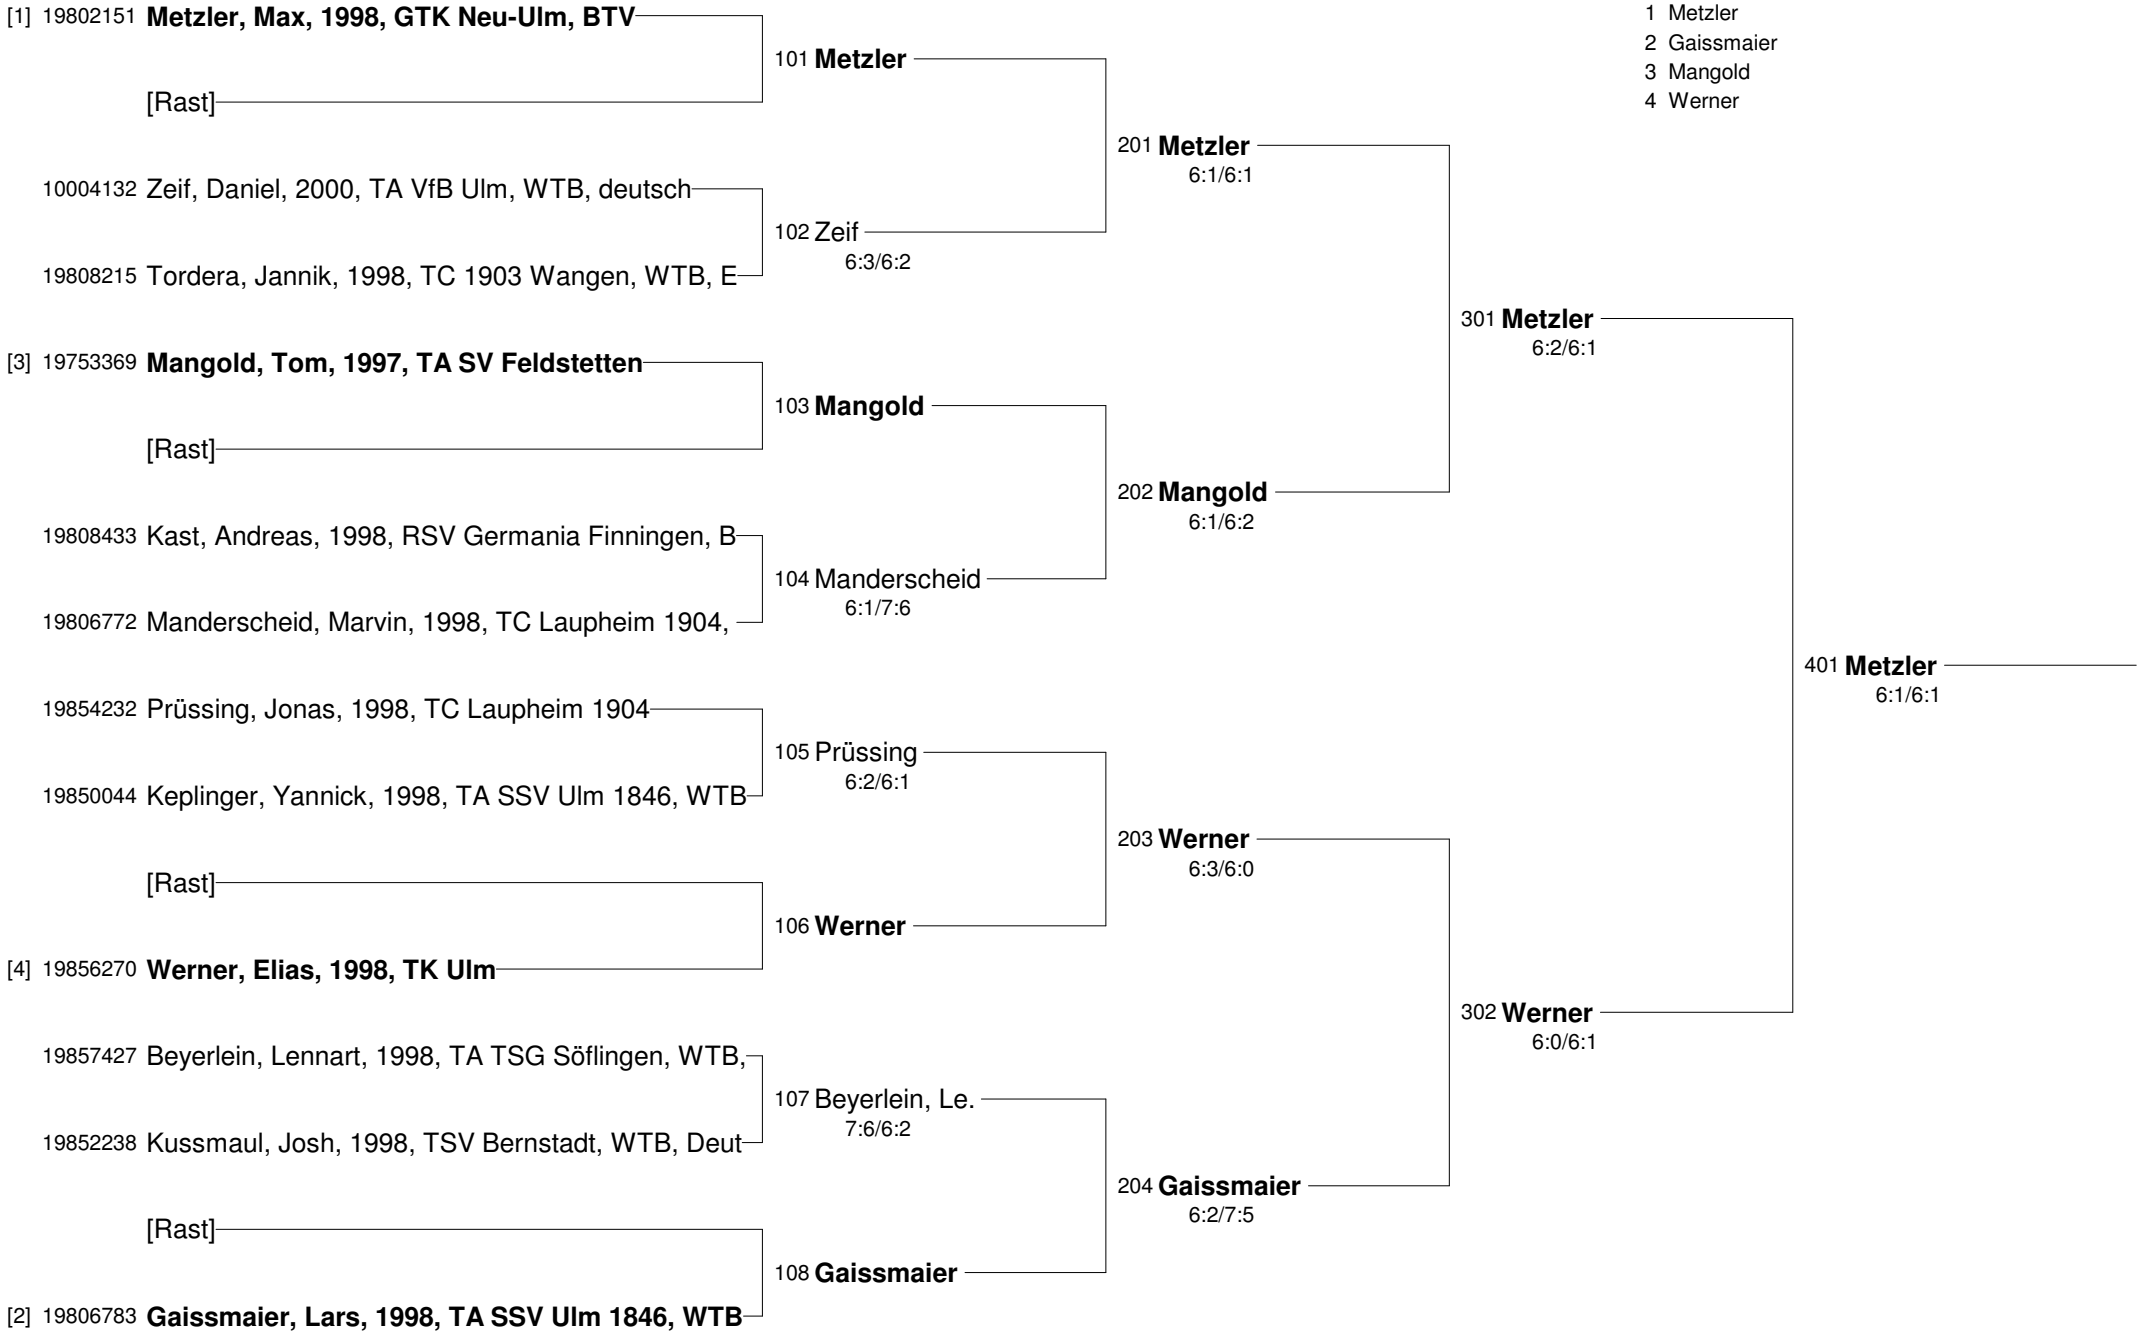 [1] 19802151 Metzler, Max, 1998, GTK Neu-Ulm, BTV
[Rast]
10004132 Zeif, Daniel, 2000, TA VfB Ulm, WTB, deutsch
19808215 Tordera, Jannik, 1998, TC 1903 Wangen, WTB, E
[3] 19753369 Mangold, Tom, 1997, TA SV Feldstetten
[Rast]
19808433 Kast, Andreas, 1998, RSV Germania Finningen, B
19806772 Manderscheid, Marvin, 1998, TC Laupheim 1904,
19854232 Prüssing, Jonas, 1998, TC Laupheim 1904
19850044 Keplinger, Yannick, 1998, TA SSV Ulm 1846, WTB
[Rast]
[4] 19856270 Werner, Elias, 1998, TK Ulm
19857427 Beyerlein, Lennart, 1998, TA TSG Söflingen, WTB,
19852238 Kussmaul, Josh, 1998, TSV Bernstadt, WTB, Deut
[Rast]
[2] 19806783 Gaissmaier, Lars, 1998, TA SSV Ulm 1846, WTB
101 Metzler
102 Zeif
6:3/6:2
103 Mangold
104 Manderscheid
6:1/7:6
105 Prüssing
6:2/6:1
106 Werner
107 Beyerlein, Le.
7:6/6:2
108 Gaissmaier
201 Metzler
6:1/6:1
202 Mangold
6:1/6:2
203 Werner
6:3/6:0
204 Gaissmaier
6:2/7:5
301 Metzler
6:2/6:1
302 Werner
6:0/6:1
401 Metzler
6:1/6:1
1 Metzler
2 Gaissmaier
3 Mangold
4 Werner